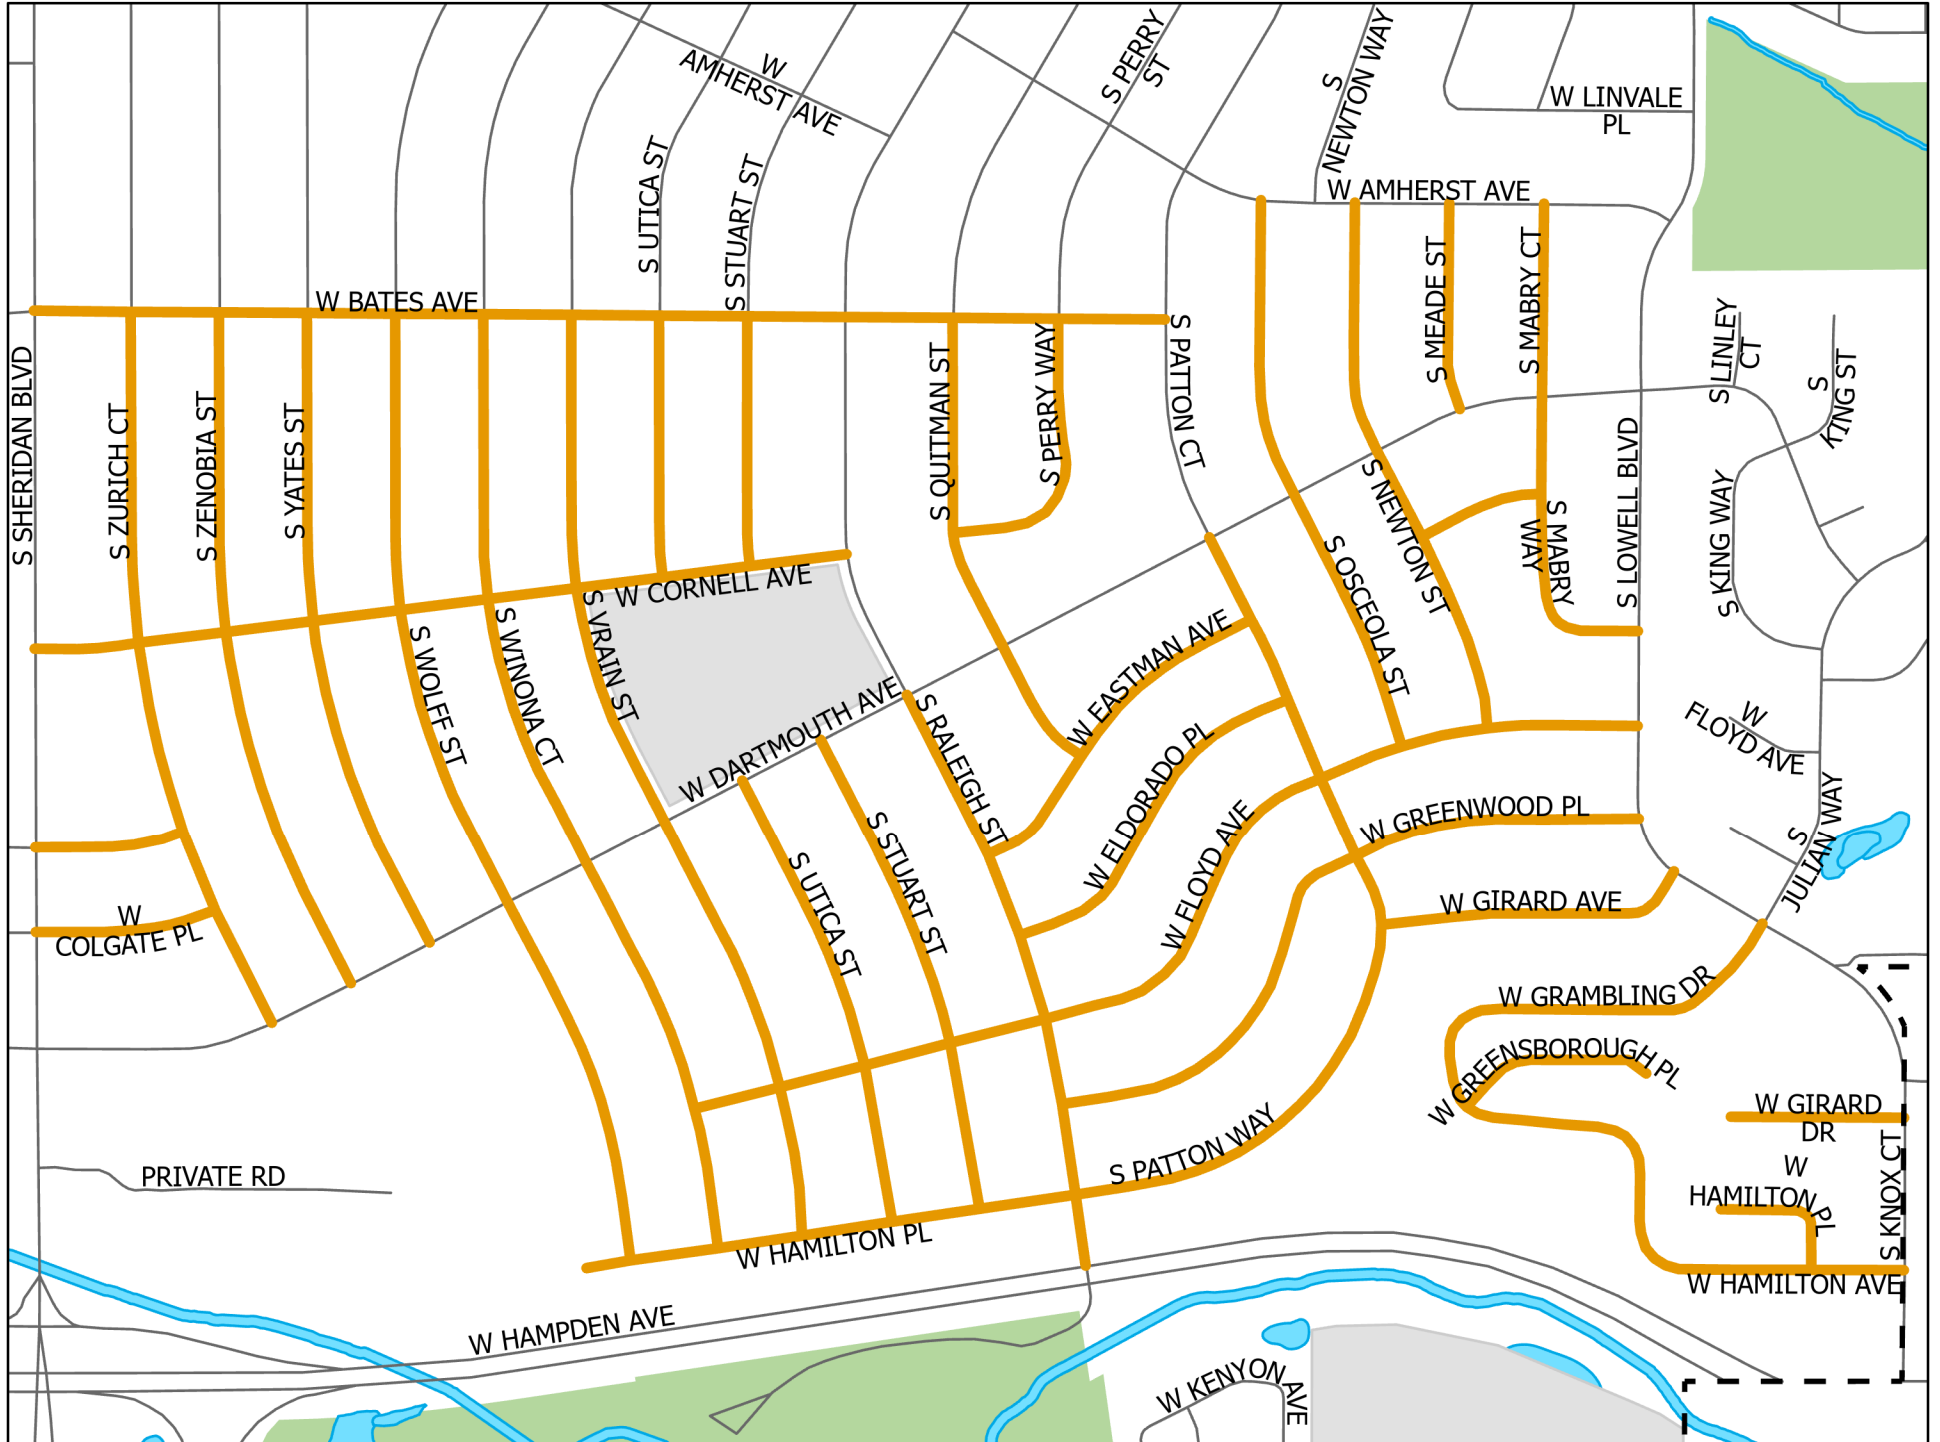 S PERRY
ST
S
NEWTON WAY
W
AMHERST AVE
W LINVALE
PL
S UTICA ST
S STUART ST
W AMHERST AVE
S MEADE ST
S MABRY CT
W BATES AVE
S SHERIDAN BLVD
S ZURICH CT
S ZENOBIA ST
S YATES ST
S QUITMAN ST
S PERRY WAY
S PATTON CT
S LINLEY
CT
S
KING ST
S NEWTON ST
S OSCEOLA ST
S MABRY
WAY
S LOWELL BLVD
S KING WAY
W CORNELL AVE
S WOLFF ST
S WINONA CT
S VRAIN ST
W DARTMOUTH AVE
S RALEIGH ST
W EASTMAN AVE
W ELDORADO PL
W FLOYD AVE
W
FLOYD AVE
S
JULIAN WAY
W GREENWOOD PL
S UTICA ST
S STUART ST
W GIRARD AVE
W
COLGATE PL
W GRAMBLING DR
W GREENSBOROUGH PL
W GIRARD
DR
W
HAMILTON PL
S KNOX CT
PRIVATE RD
S PATTON WAY
W HAMILTON PL
W HAMILTON AVE
W HAMPDEN AVE
W KENYON AVE